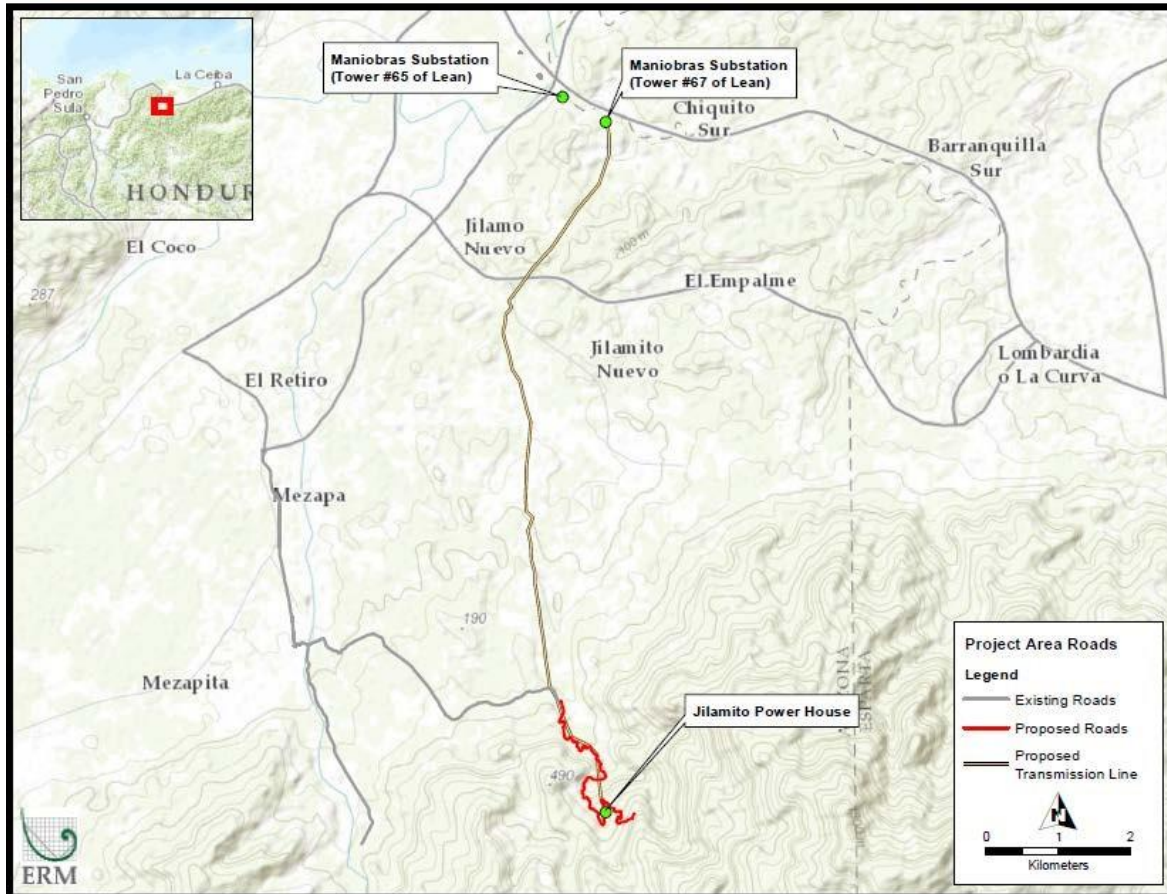 San
Pedro
Sula
La Ceiba
HONDUR
Maniobras Substation
(Tower #65 of Lean)
Maniobras Substation
(Tower #67 of Lean)
Chiquito
Sur
Barranquilla
Sur
El Coco
Jilamo
Nuevo
300 m
287
El Empalme
El Retiro
Jilamito
Nuevo
Lombardia
o La Curva
Mezapa
190
Mezapita
ESPARTA
Jilamito Power House
490
Project Area Roads
Legend
Existing Roads
Proposed Roads
Proposed
Transmission Line
N
0 1 2
Kilometers
ERM